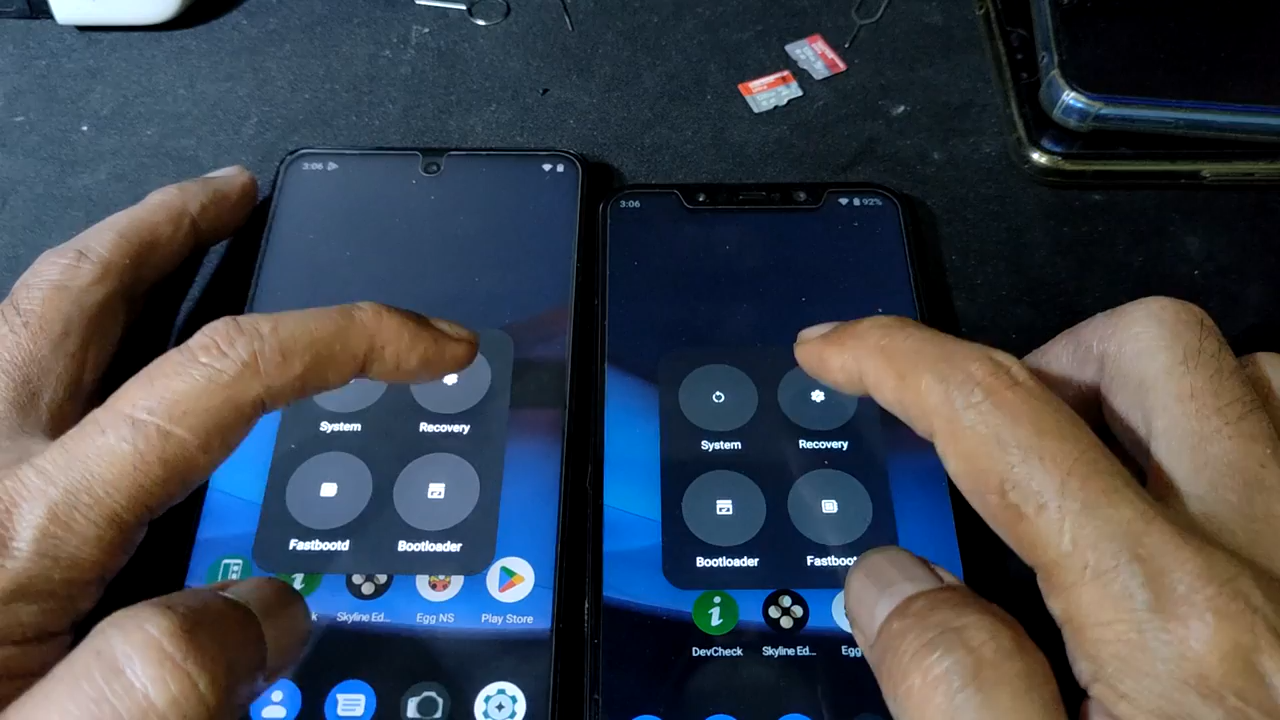 3:06
System
Recovery
Fastbootd
Bootloader
Skyline Ed...
Egg NS
Play Store
3:06
92%
System
Recovery
Bootloader
Fastboot
DevCheck
Skyline Ed...
Egg